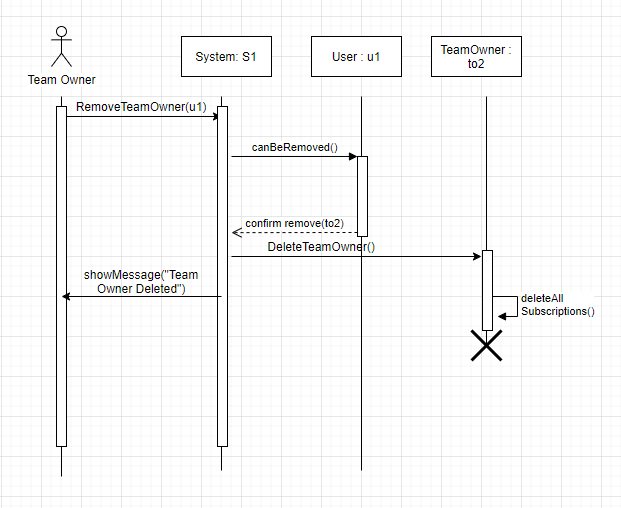 Team Owner
System: S1
User : u1
TeamOwner :
to2
RemoveTeamOwner(u1)
canBeRemoved()
confirm remove(to2)
DeleteTeamOwner()
showMessage("Team
Owner Deleted")
deleteAll
Subscriptions()